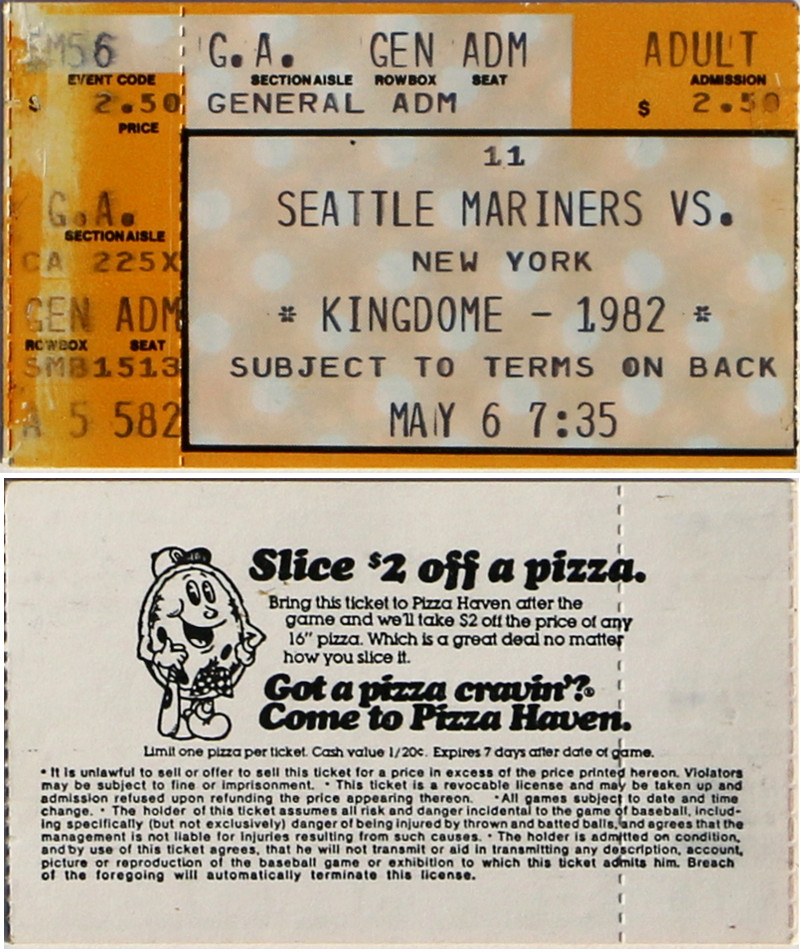 EM56 G.A. GEN ADM ADULT
EVENT CODE SECTION/AISLE ROW/BOX SEAT ADMISSION
$ 2.50 GENERAL ADM $ 2.50
PRICE
11
G.A. SEATTLE MARINERS VS.
SECTION/AISLE
CA 225X NEW YORK
GEN ADM * KINGDOME - 1982 *
ROW/BOX SEAT
SMB1513 SUBJECT TO TERMS ON BACK
A 5 582 MAY 6 7:35
Slice $2 off a pizza.
Bring this ticket to Pizza Haven after the
game and we'll take $2 off the price of any
16" pizza. Which is a great deal no matter
how you slice it.
Got a pizza cravin'?®
Come to Pizza Haven.
Limit one pizza per ticket. Cash value 1/20¢. Expires 7 days after date of game.
• It is unlawful to sell or offer to sell this ticket for a price in excess of the price printed hereon. Violators
may be subject to fine or imprisonment. • This ticket is a revocable license and may be taken up and
admission refused upon refunding the price appearing thereon. • All games subject to date and time
change. • The holder of this ticket assumes all risk and danger incidental to the game of baseball, includ-
ing specifically (but not exclusively) danger of being injured by thrown and batted balls, and agrees that the
management is not liable for injuries resulting from such causes. • The holder is admitted on condition,
and by use of this ticket agrees, that he will not transmit or aid in transmitting any description, account,
picture or reproduction of the baseball game or exhibition to which this ticket admits him. Breach
of the foregoing will automatically terminate this license.